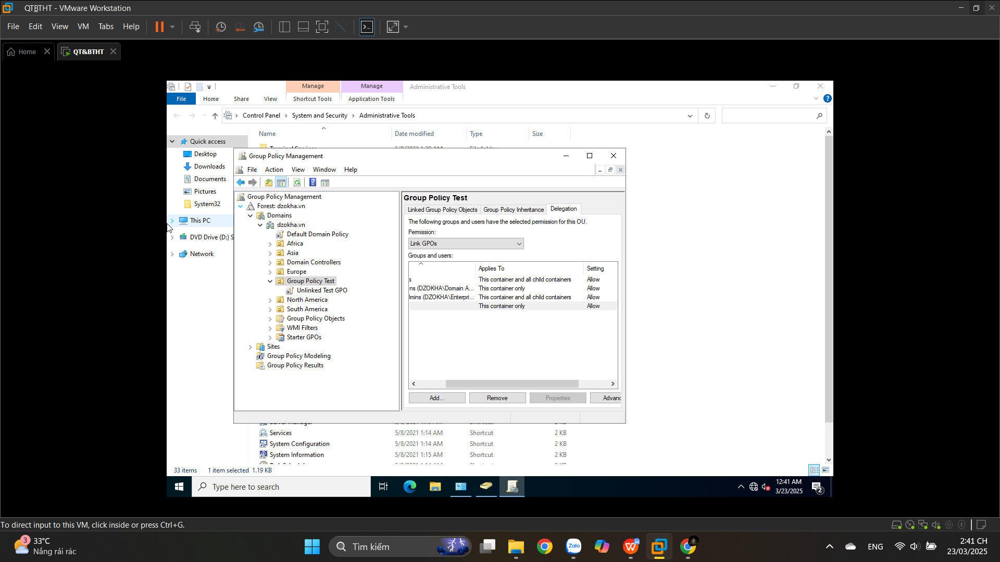 QTBTHT - VMware Workstation
File Edit View VM Tabs Help
Home QT&BTHT
Manage Manage Administrative Tools
File Home Share View Shortcut Tools Application Tools
Control Panel System and Security Administrative Tools
Name Date modified Type Size
Quick access
Desktop
Downloads
Documents
Pictures
System32
This PC
DVD Drive (D:) S
Network
Terminal Services 5/8/2021 1:20 AM File folder
Group Policy Management
File Action View Window Help
Group Policy Management
Forest: dzokha.vn
Domains
dzokha.vn
Default Domain Policy
Africa
Asia
Domain Controllers
Europe
Group Policy Test
Unlinked Test GPO
North America
South America
Group Policy Objects
WMI Filters
Starter GPOs
Sites
Group Policy Modeling
Group Policy Results
Group Policy Test
Linked Group Policy Objects Group Policy Inheritance Delegation
The following groups and users have the selected permission for this OU.
Permission:
Link GPOs
Groups and users:
Applies To Setting
s This container and all child containers Allow
ns (DZOKHA\Domain A... This container only Allow
lmins (DZOKHA\Enterpri... This container and all child containers Allow
This container only Allow
Add... Remove Properties Advanc
Services 5/8/2021 1:14 AM Shortcut 2 KB
System Configuration 5/8/2021 1:14 AM Shortcut 2 KB
System Information 5/8/2021 1:15 AM Shortcut 2 KB
33 items 1 item selected 1.19 KB
Type here to search
12:41 AM
3/23/2025
2
To direct input to this VM, click inside or press Ctrl+G.
3
33°C
Nắng rải rác
Tìm kiếm
Zalo
ENG
2:41 CH
23/03/2025